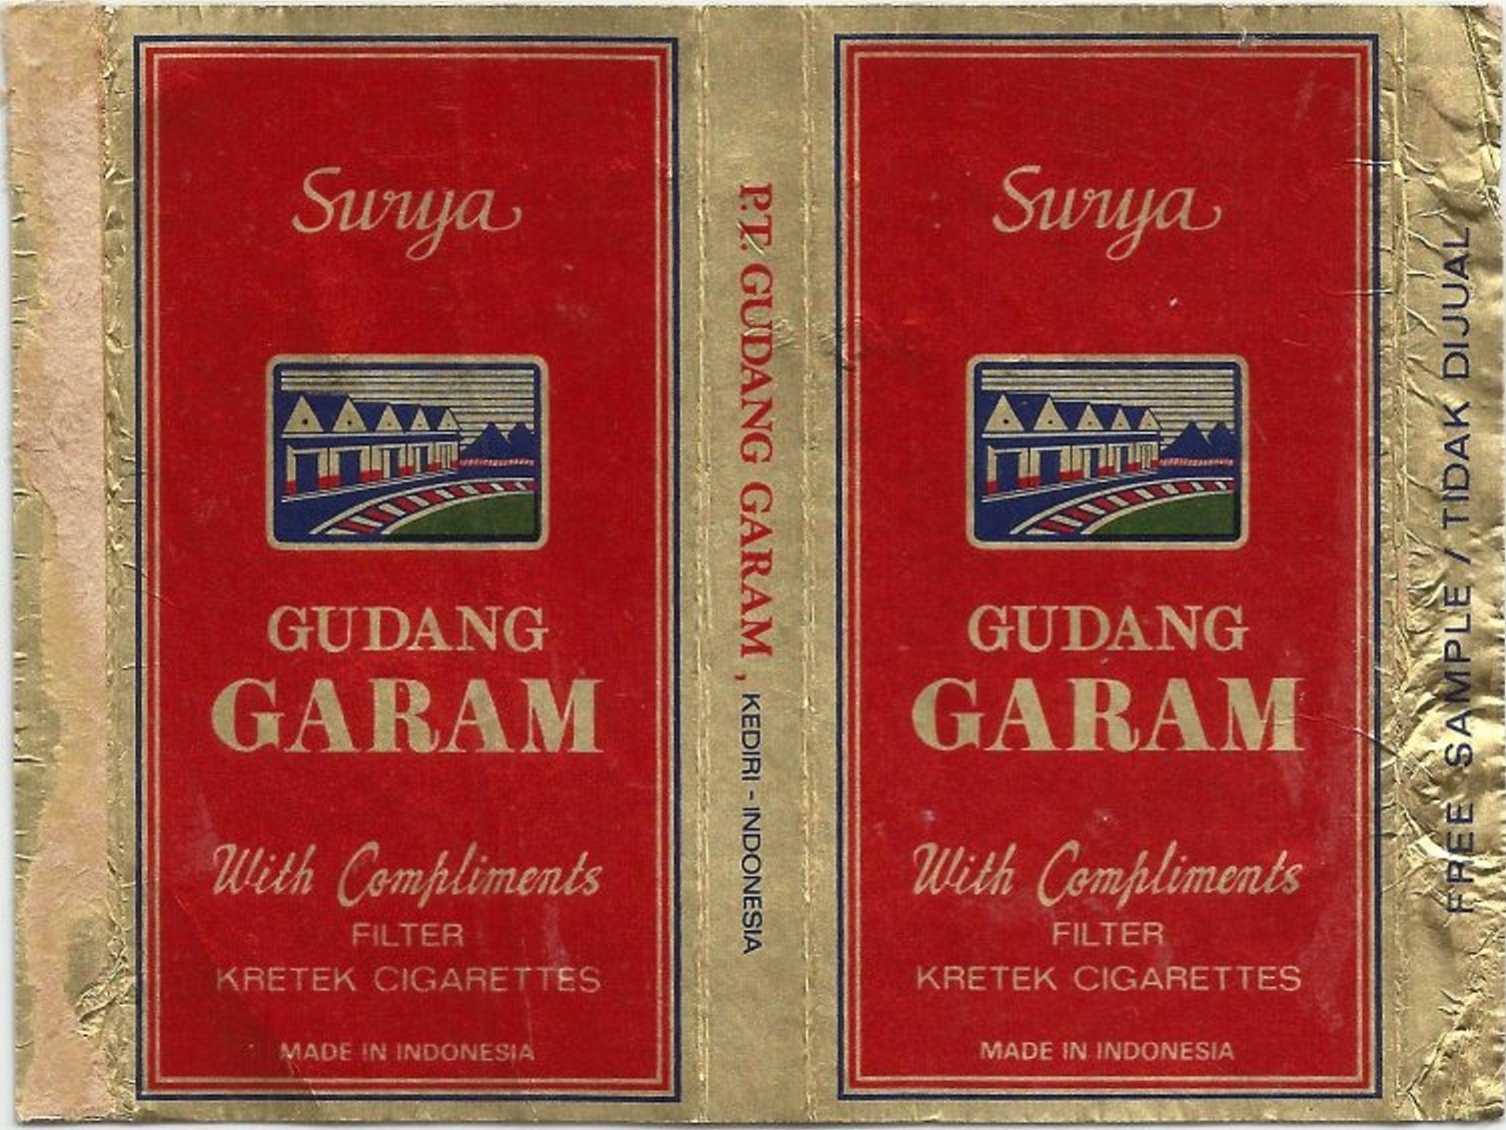 Surya
GUDANG
GARAM
With Compliments
FILTER
KRETEK CIGARETTES
MADE IN INDONESIA
P.T. GUDANG GARAM, KEDIRI - INDONESIA
Surya
GUDANG
GARAM
With Compliments
FILTER
KRETEK CIGARETTES
MADE IN INDONESIA
FREE SAMPLE / TIDAK DIJUAL